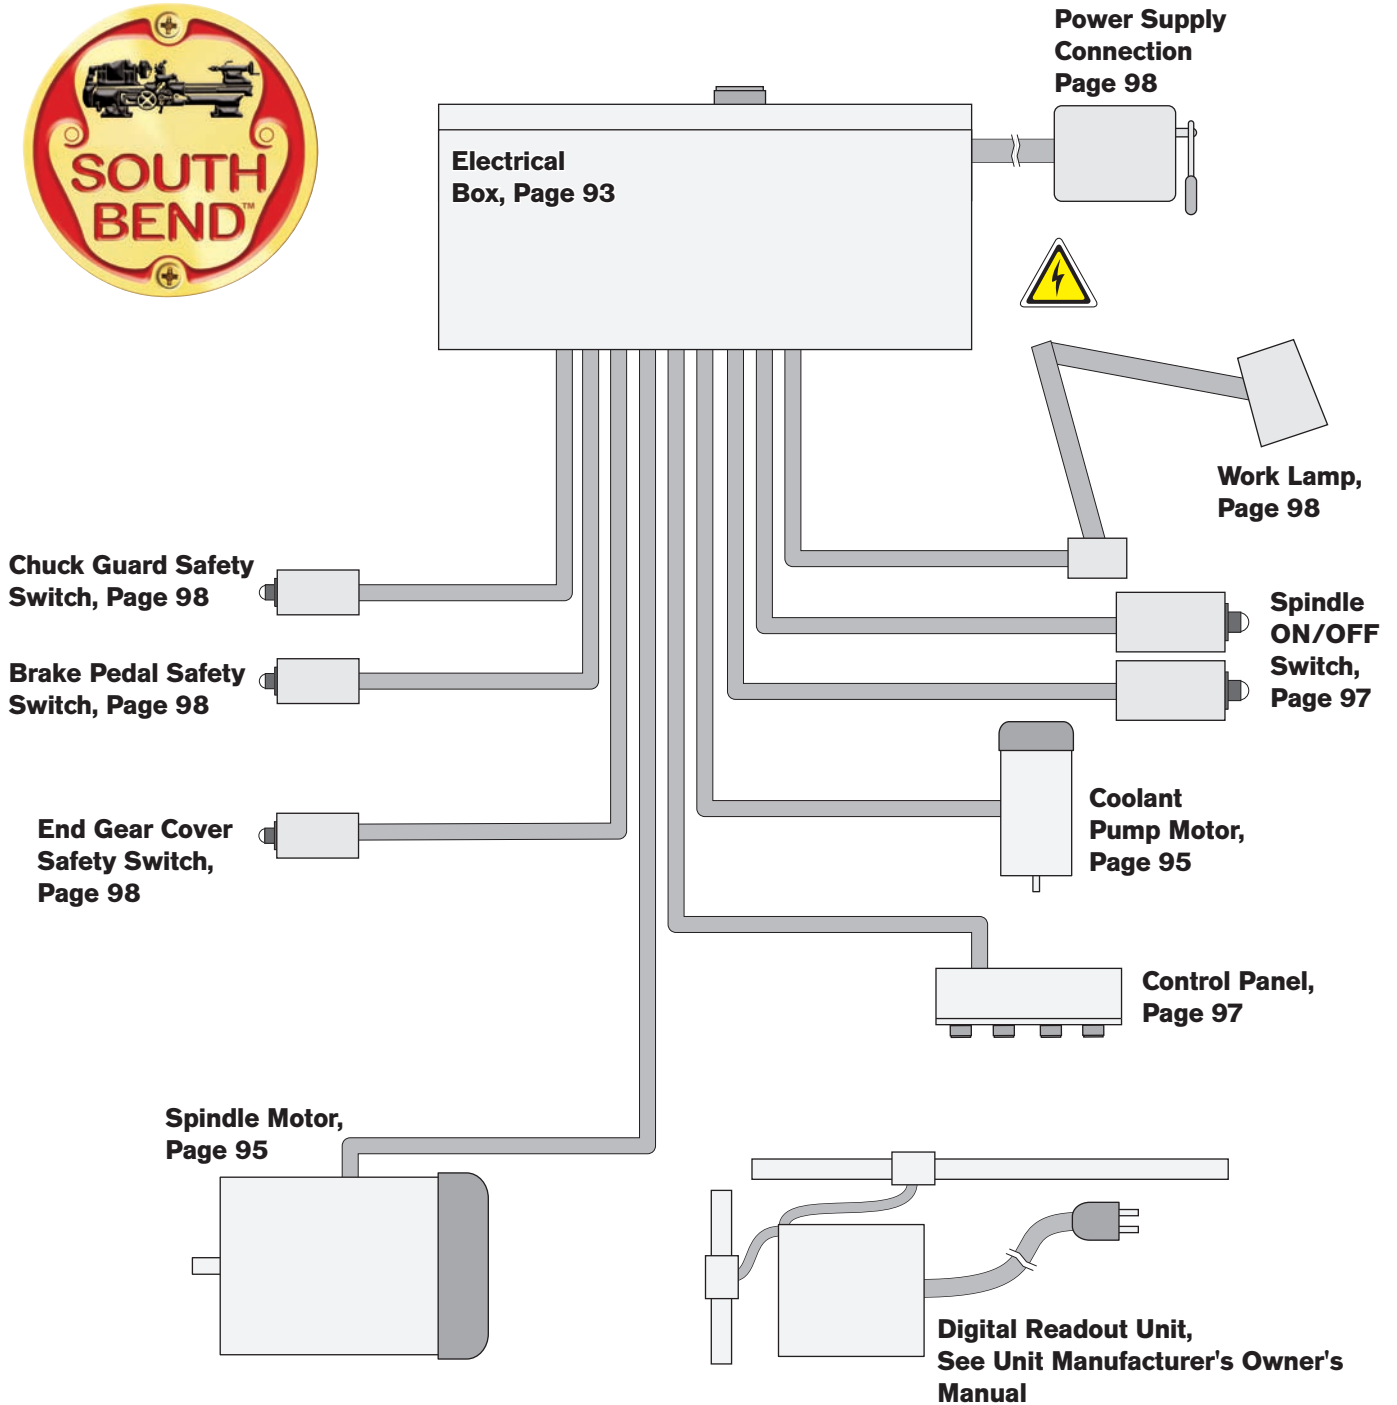 SOUTH
BEND™
Power Supply
Connection
Page 98
Electrical
Box, Page 93
Work Lamp,
Page 98
Chuck Guard Safety
Switch, Page 98
Spindle
ON/OFF
Switch,
Page 97
Brake Pedal Safety
Switch, Page 98
Coolant
Pump Motor,
Page 95
End Gear Cover
Safety Switch,
Page 98
Control Panel,
Page 97
Spindle Motor,
Page 95
Digital Readout Unit,
See Unit Manufacturer's Owner's
Manual